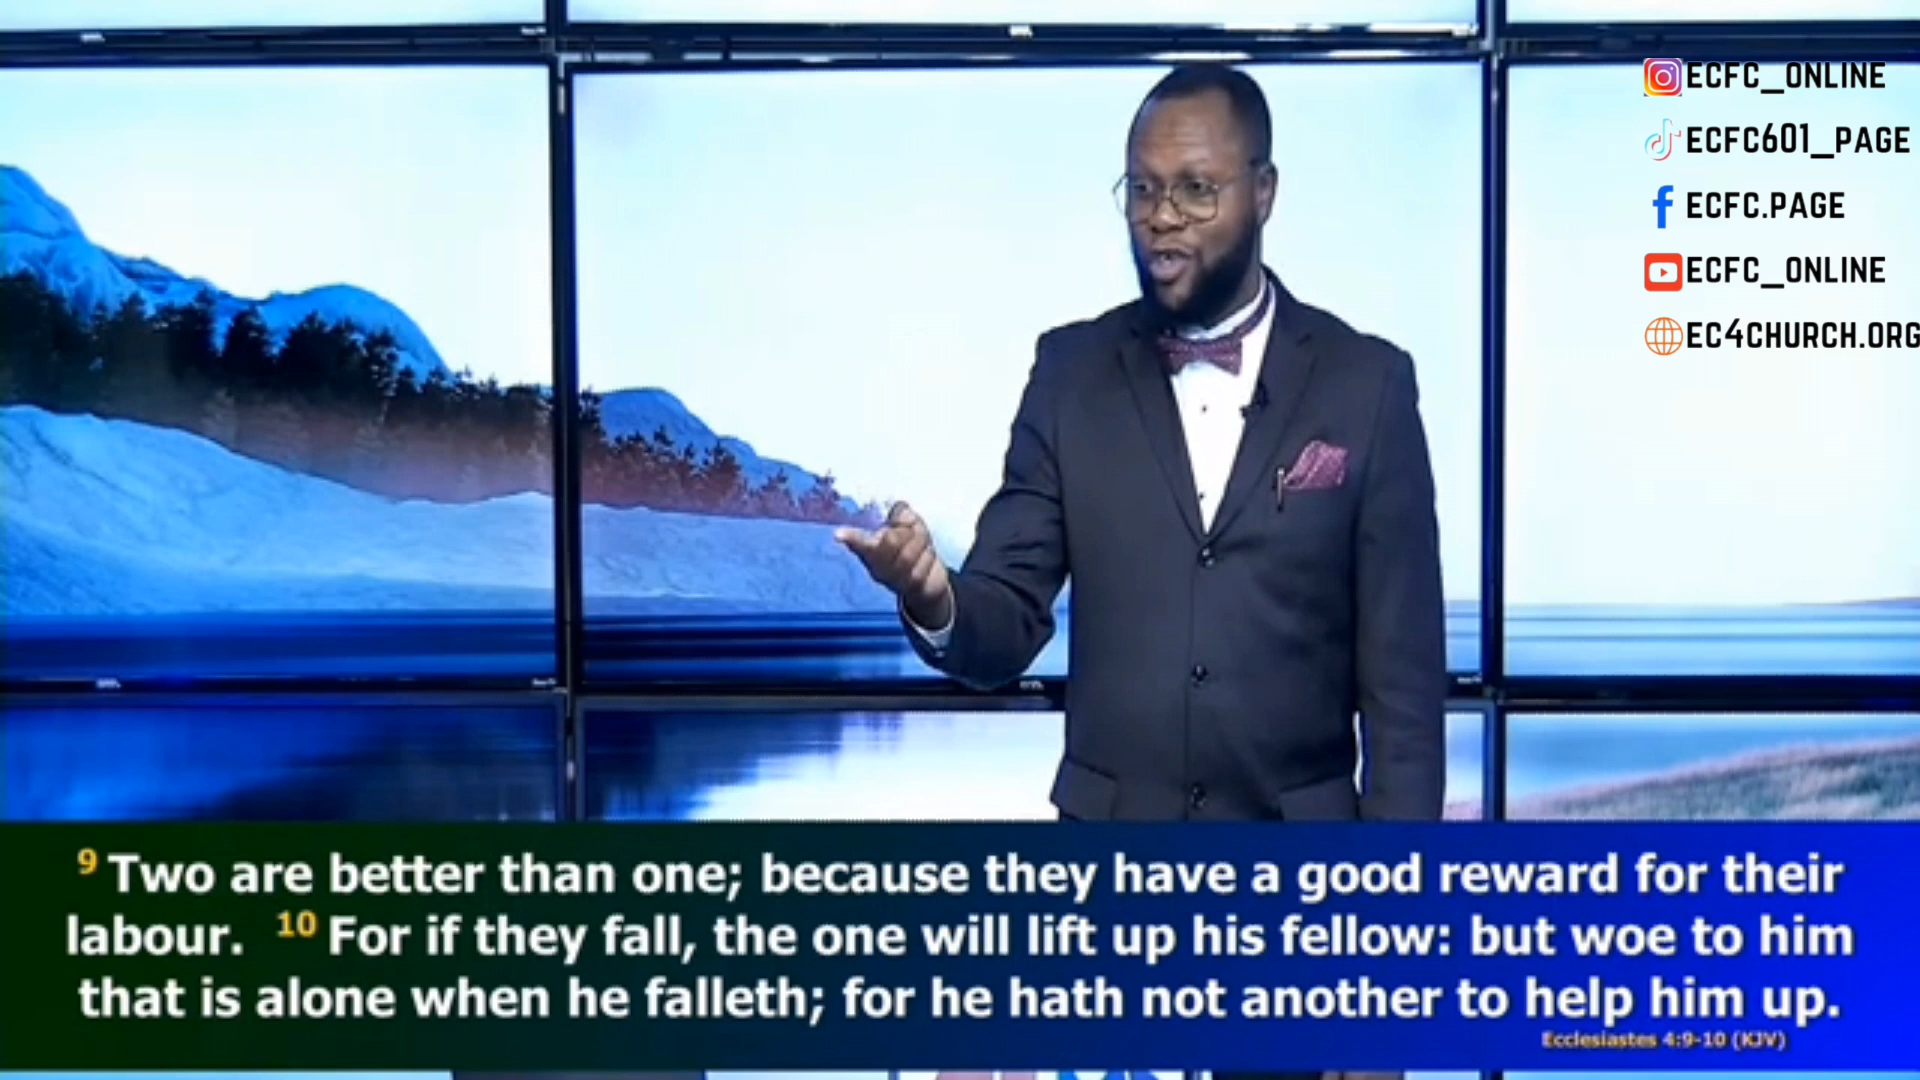 ECFC_ONLINE
ECFC601_PAGE
ECFC.PAGE
ECFC_ONLINE
EC4CHURCH.ORG
9 Two are better than one; because they have a good reward for their
labour. 10 For if they fall, the one will lift up his fellow: but woe to him
that is alone when he falleth; for he hath not another to help him up.
Ecclesiastes 4:9-10 (KJV)